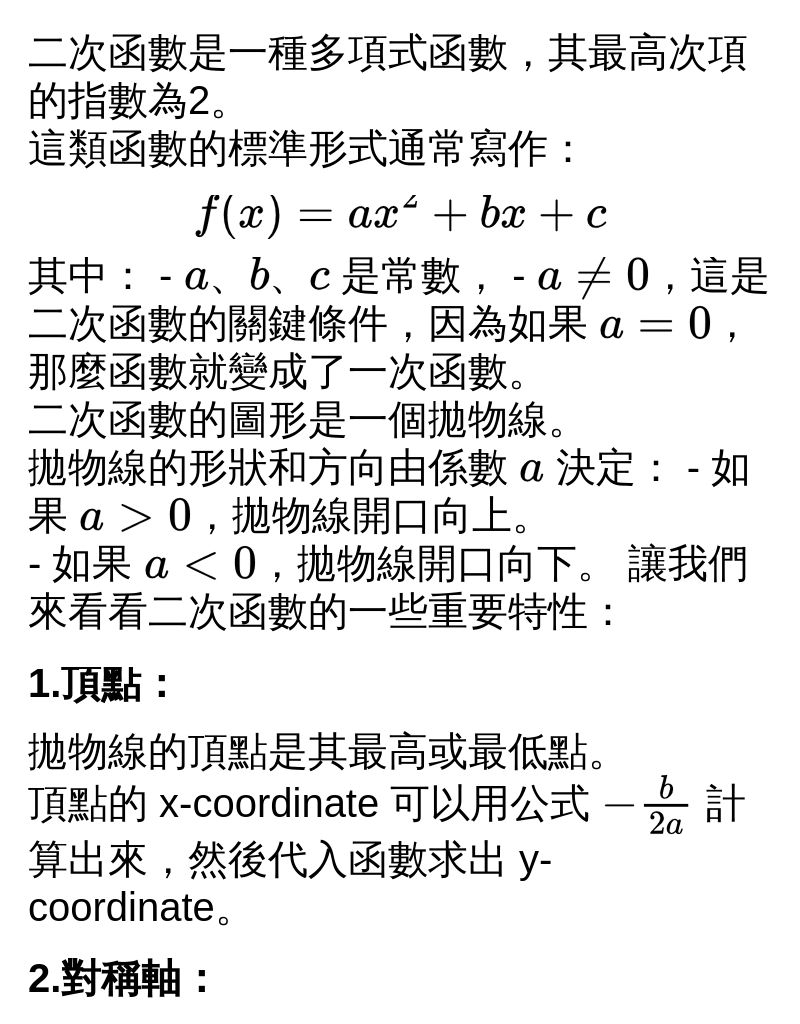 二次函數是一種多項式函數，其最高次項
的指數為2。
這類函數的標準形式通常寫作：
f(x) = ax² + bx + c
其中： - a、b、c 是常數， - a ≠ 0，這是
二次函數的關鍵條件，因為如果 a = 0，
那麼函數就變成了一次函數。
二次函數的圖形是一個拋物線。
拋物線的形狀和方向由係數 a 決定： - 如
果 a > 0，拋物線開口向上。
- 如果 a < 0，拋物線開口向下。 讓我們
來看看二次函數的一些重要特性：
1.頂點：
拋物線的頂點是其最高或最低點。
頂點的 x-coordinate 可以用公式 −b/2a 計
算出來，然後代入函數求出 y-
coordinate。
2.對稱軸：